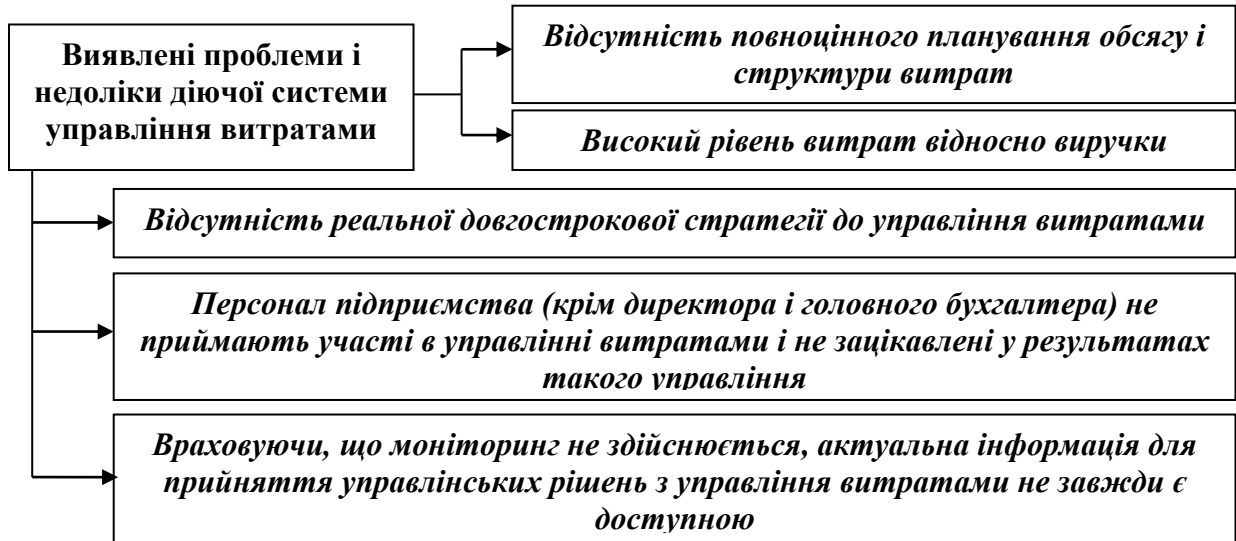 Виявлені проблеми і
недоліки діючої системи
управління витратами
Відсутність повноцінного планування обсягу і
структури витрат
Високий рівень витрат відносно виручки
Відсутність реальної довгострокової стратегії до управління витратами
Персонал підприємства (крім директора і головного бухгалтера) не
приймають участі в управлінні витратами і не зацікавлені у результатах
такого управління
Враховуючи, що моніторинг не здійснюється, актуальна інформація для
прийняття управлінських рішень з управління витратами не завжди є
доступною